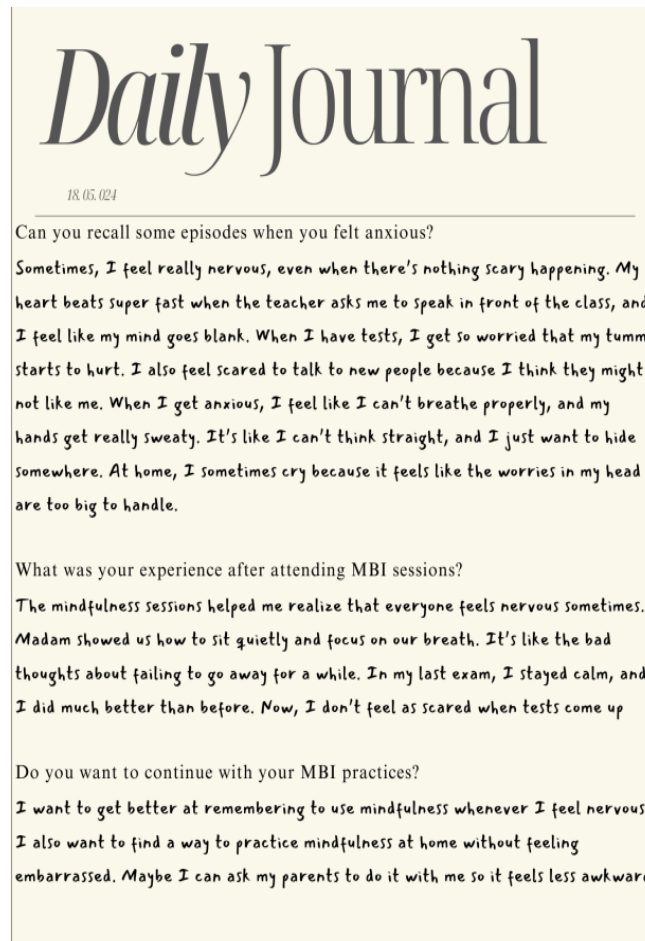 Daily Journal
18.05.024
Can you recall some episodes when you felt anxious?
Sometimes, I feel really nervous, even when there's nothing scary happening. My
heart beats super fast when the teacher asks me to speak in front of the class, and
I feel like my mind goes blank. When I have tests, I get so worried that my tumm
starts to hurt. I also feel scared to talk to new people because I think they might
not like me. When I get anxious, I feel like I can't breathe properly, and my
hands get really sweaty. It's like I can't think straight, and I just want to hide
somewhere. At home, I sometimes cry because it feels like the worries in my head
are too big to handle.
What was your experience after attending MBI sessions?
The mindfulness sessions helped me realize that everyone feels nervous sometimes.
Madam showed us how to sit quietly and focus on our breath. It's like the bad
thoughts about failing to go away for a while. In my last exam, I stayed calm, and
I did much better than before. Now, I don't feel as scared when tests come up
Do you want to continue with your MBI practices?
I want to get better at remembering to use mindfulness whenever I feel nervous
I also want to find a way to practice mindfulness at home without feeling
embarrassed. Maybe I can ask my parents to do it with me so it feels less awkwar